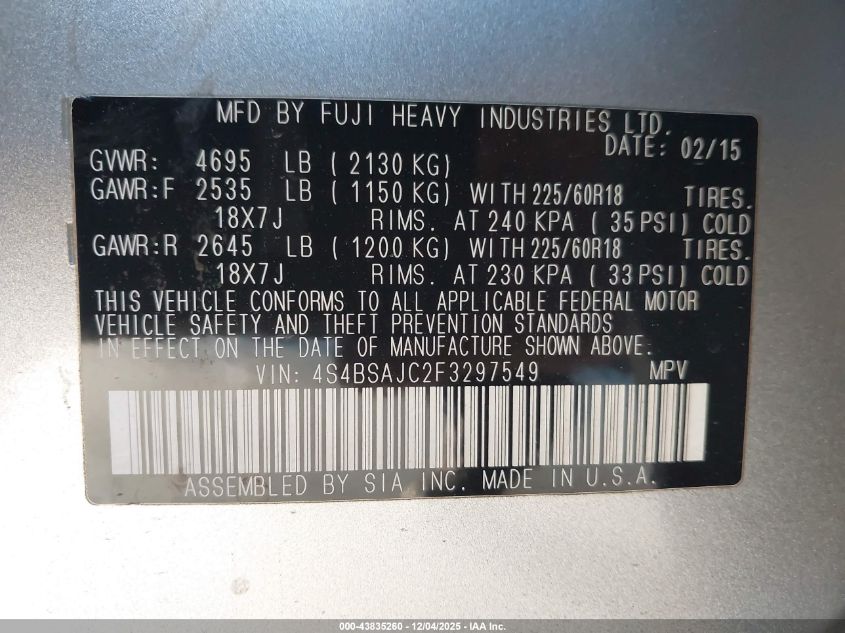 MFD BY FUJI HEAVY INDUSTRIES LTD.
DATE: 02/15
GVWR: 4695 LB ( 2130 KG)
GAWR:F 2535 LB ( 1150 KG) WITH 225/60R18 TIRES.
18X7J RIMS. AT 240 KPA ( 35 PSI) COLD
GAWR:R 2645 LB ( 1200 KG) WITH 225/60R18 TIRES.
18X7J RIMS. AT 230 KPA ( 33 PSI) COLD
THIS VEHICLE CONFORMS TO ALL APPLICABLE FEDERAL MOTOR
VEHICLE SAFETY AND THEFT PREVENTION STANDARDS
IN EFFECT ON THE DATE OF MANUFACTURE SHOWN ABOVE.
VIN: 4S4BSAJC2F3297549 MPV
ASSEMBLED BY SIA INC. MADE IN U.S.A.
000-43835260 - 12/04/2025 - IAA Inc.